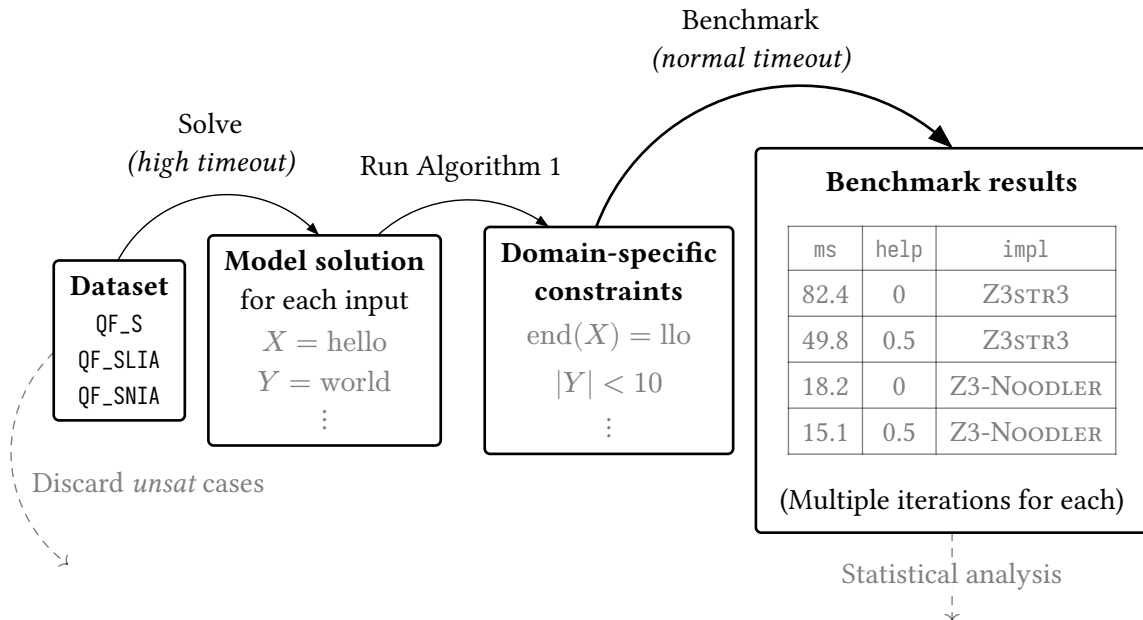 Benchmark
(normal timeout)
Solve
(high timeout)
Run Algorithm 1
Dataset
QF_S
QF_SLIA
QF_SNIA
Discard unsat cases
Model solution
for each input
X = hello
Y = world
⋮
Domain-specific
constraints
end(X) = llo
|Y| < 10
⋮
Benchmark results
ms help impl
82.4 0 Z3STR3
49.8 0.5 Z3STR3
18.2 0 Z3-NOODLER
15.1 0.5 Z3-NOODLER
(Multiple iterations for each)
Statistical analysis